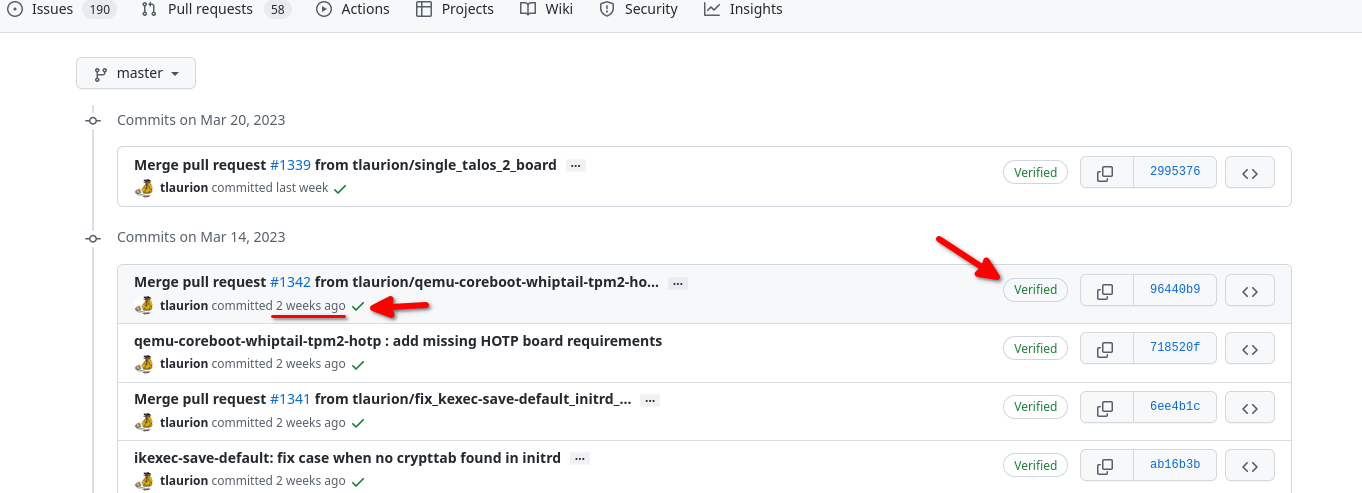 Issues 190 Pull requests 58 Actions Projects Wiki Security Insights
master
Commits on Mar 20, 2023
Merge pull request #1339 from tlaurion/single_talos_2_board ...
Verified 2995376
tlaurion committed last week
Commits on Mar 14, 2023
Merge pull request #1342 from tlaurion/qemu-coreboot-whiptail-tpm2-ho... ...
Verified 96440b9
tlaurion committed 2 weeks ago
qemu-coreboot-whiptail-tpm2-hotp : add missing HOTP board requirements
Verified 718520f
tlaurion committed 2 weeks ago
Merge pull request #1341 from tlaurion/fix_kexec-save-default_initrd_... ...
Verified 6ee4b1c
tlaurion committed 2 weeks ago
ikexec-save-default: fix case when no crypttab found in initrd ...
Verified ab16b3b
tlaurion committed 2 weeks ago